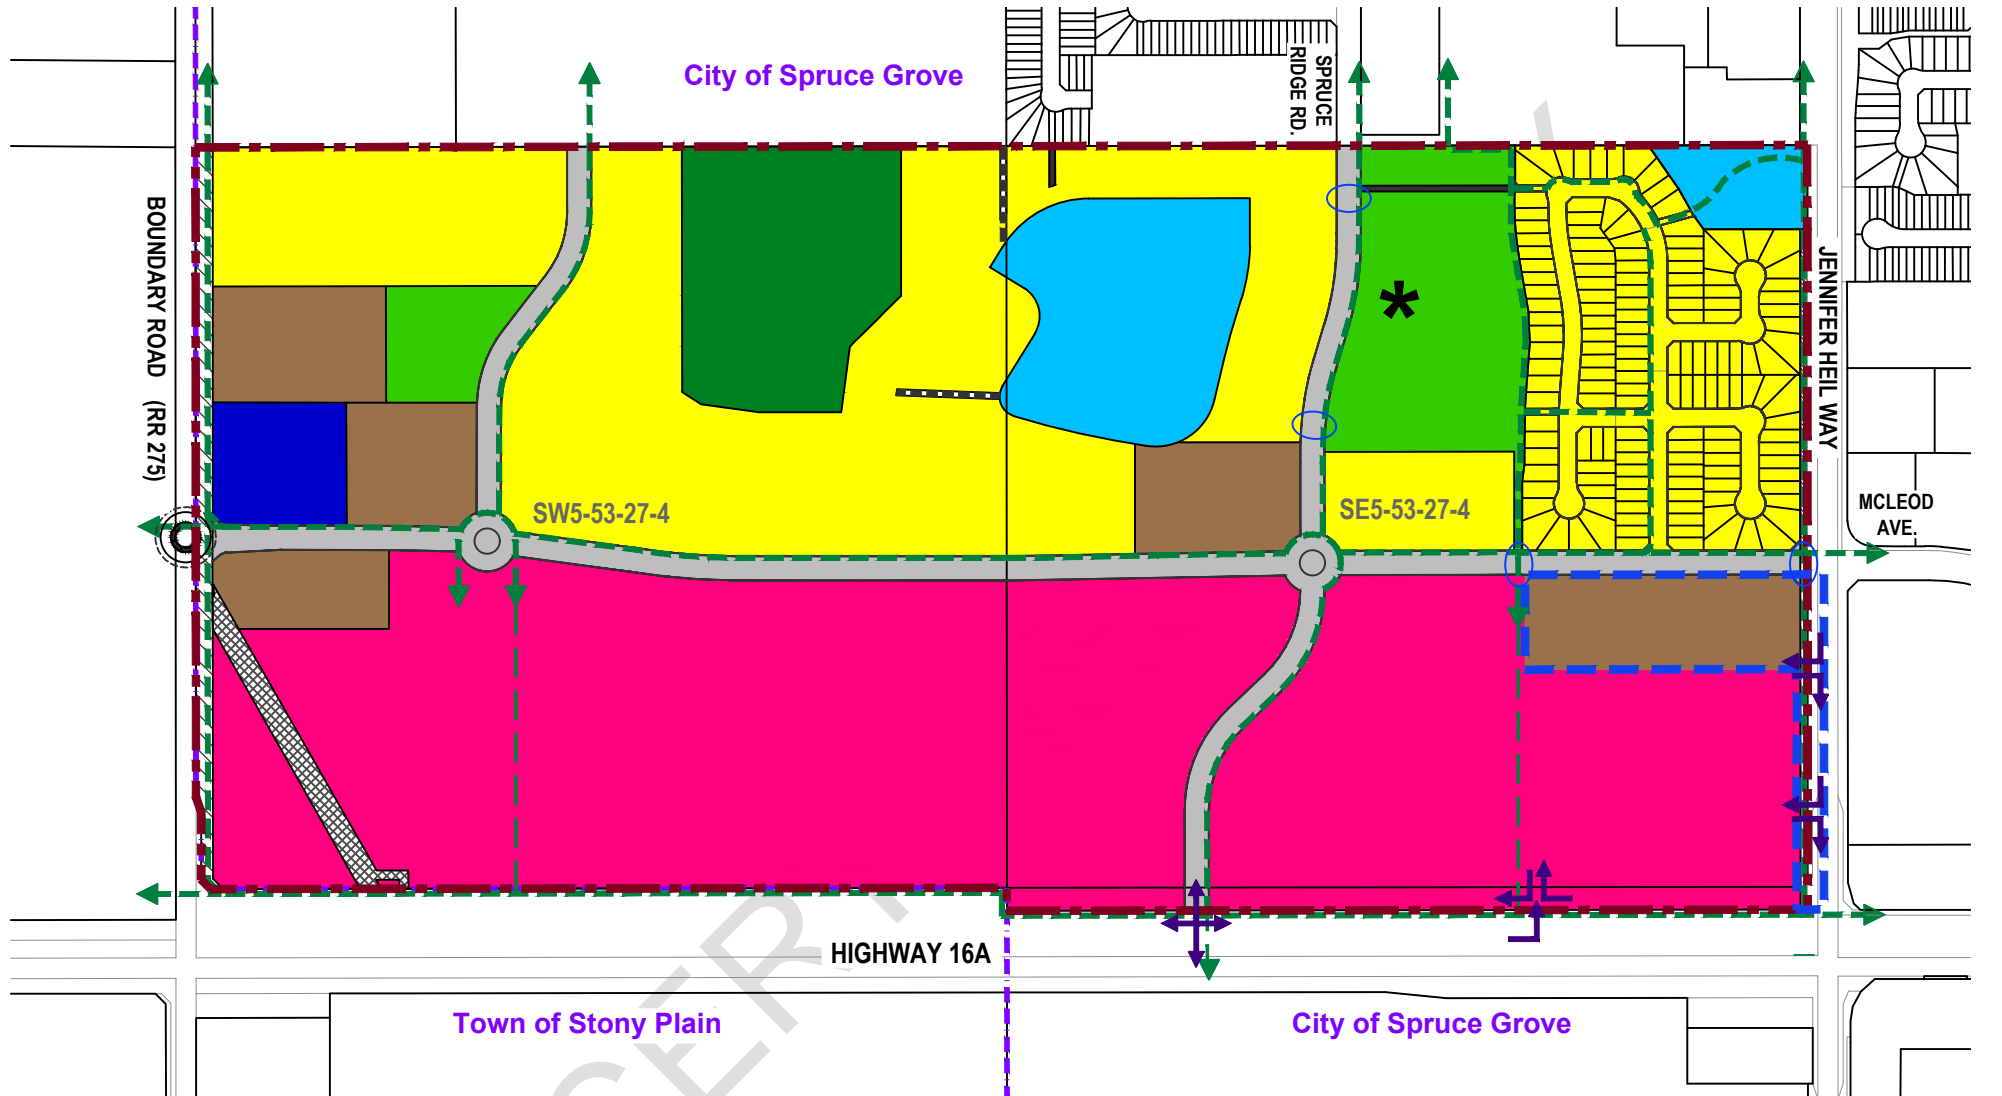 City of Spruce Grove
SPRUCE
RIDGE RD.
BOUNDARY ROAD (RR 275)
JENNIFER HEIL WAY
*
SW5-53-27-4
SE5-53-27-4
MCLEOD
AVE.
HIGHWAY 16A
Town of Stony Plain
City of Spruce Grove